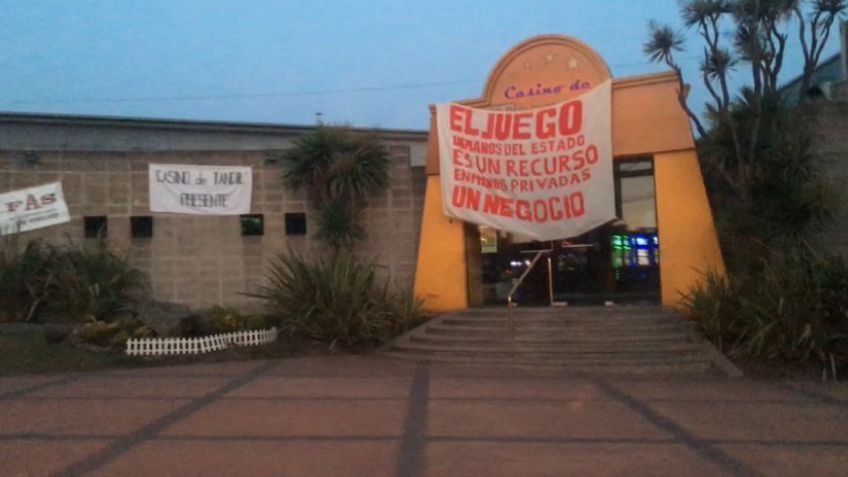 FAS
CASINO de TANDIL
PRESENTE
Casino de
EL JUEGO
EN MANOS DEL ESTADO
ES UN RECURSO
EN MANOS PRIVADAS
UN NEGOCIO